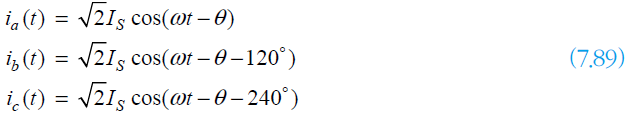 i_a(t) = √2 I_S cos(ωt – θ)
i_b(t) = √2 I_S cos(ωt – θ – 120°) (7.89)
i_c(t) = √2 I_S cos(ωt – θ – 240°)